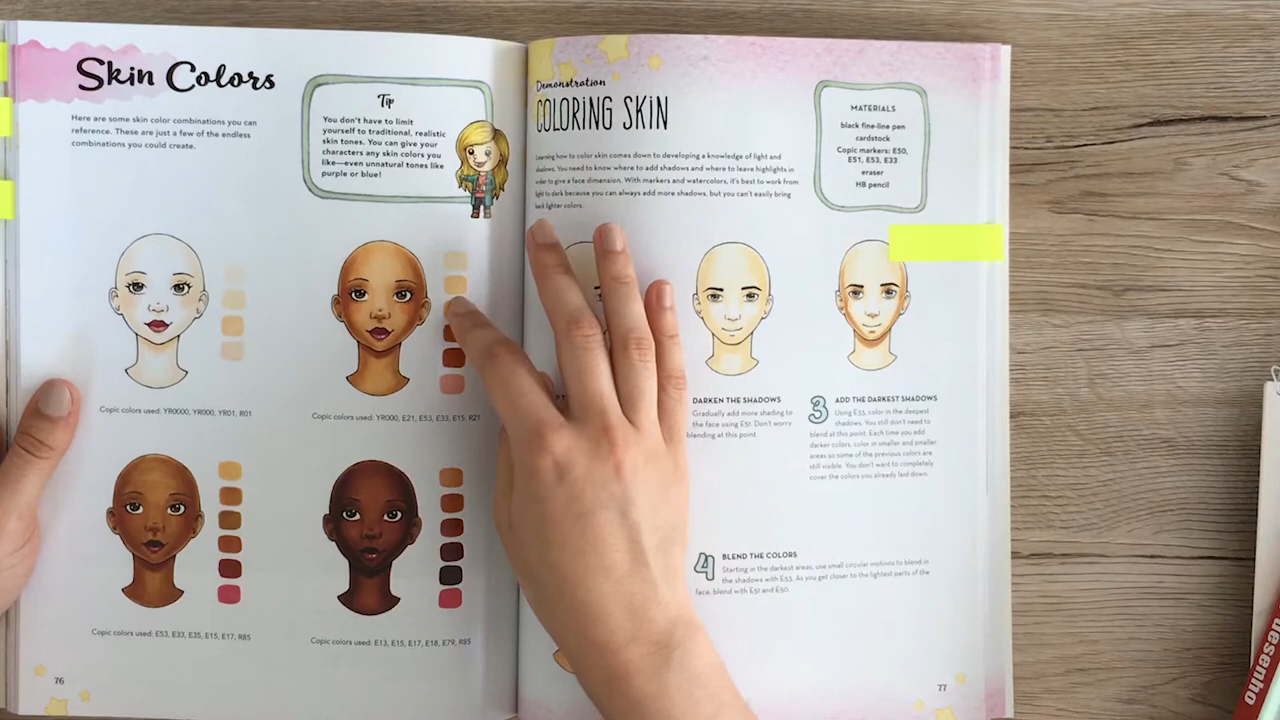 Skin Colors
Here are some skin color combinations you can
reference. These are just a few of the endless
combinations you could create.
Tip
You don't have to limit
yourself to traditional, realistic
skin tones. You can give your
characters any skin colors you
like—even unnatural tones like
purple or blue!
Copic colors used: YR0000, YR000, YR01, R01
Copic colors used: YR000, E21, E53, E33, E15, R21
Copic colors used: E53, E33, E35, E15, E17, R85
Copic colors used: E13, E15, E17, E18, E79, R85
76
Demonstration
COLORING SKIN
Learning how to color skin comes down to developing a knowledge of light and
shadows. You need to know where to add shadows and where to leave highlights in
order to give a face dimension. With markers and watercolors, it's best to work from
light to dark because you can always add more shadows, but you can't easily bring
back lighter colors.
MATERIALS
black fine-line pen
cardstock
Copic markers: E50,
E51, E53, E33
eraser
HB pencil
DARKEN THE SHADOWS
Gradually add more shading to
the face using E51. Don't worry
blending at this point.
3
ADD THE DARKEST SHADOWS
Using E53, color in the deepest
shadows. You still don't need to
blend at this point. Each time you add
darker colors, color in smaller and smaller
areas so some of the previous colors are
still visible. You don't want to completely
cover the colors you already laid down.
4
BLEND THE COLORS
Starting in the darkest areas, use small circular motions to blend in
the shadows with E53. As you get closer to the lightest parts of the
face, blend with E51 and E50.
77
desenho